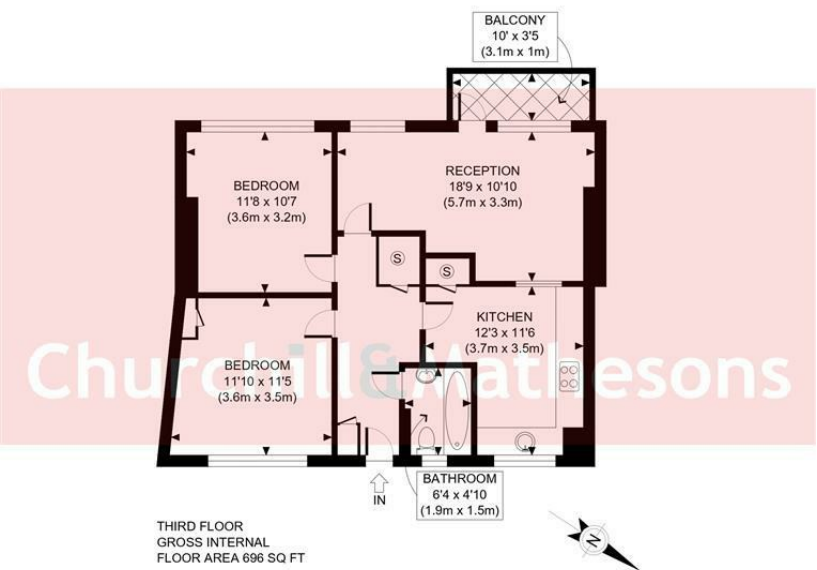 BALCONY
10' x 3'5
(3.1m x 1m)
RECEPTION
18'9 x 10'10
(5.7m x 3.3m)
BEDROOM
11'8 x 10'7
(3.6m x 3.2m)
S
S
KITCHEN
12'3 x 11'6
(3.7m x 3.5m)
BEDROOM
11'10 x 11'5
(3.6m x 3.5m)
Churchill & Mathesons
BATHROOM
6'4 x 4'10
(1.9m x 1.5m)
IN
THIRD FLOOR
GROSS INTERNAL
FLOOR AREA 696 SQ FT
N